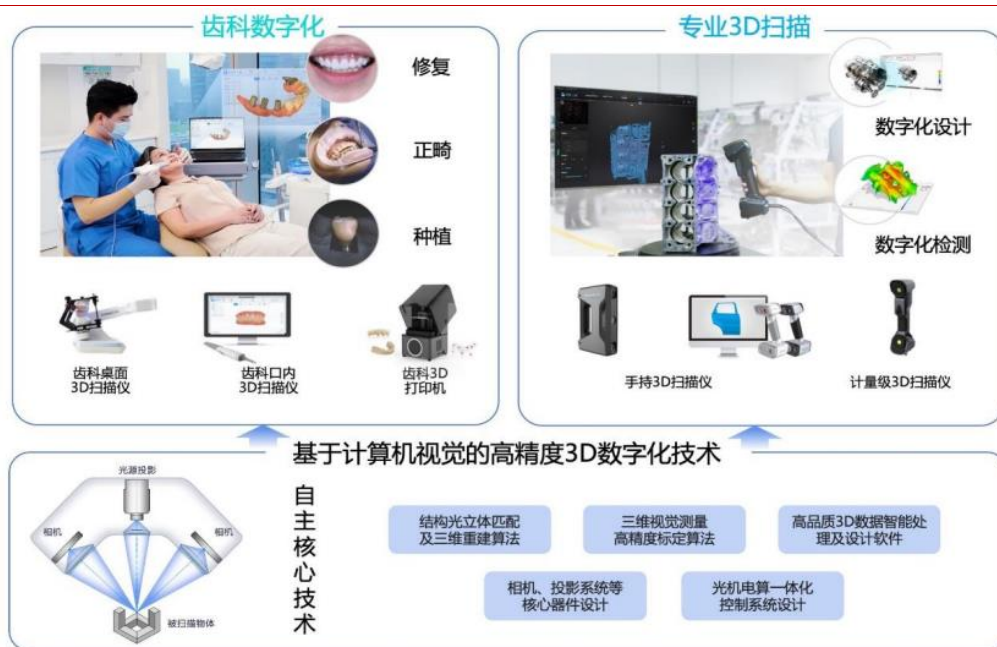 齿科数字化
修复
正畸
种植
齿科桌面
3D扫描仪
齿科口内
3D扫描仪
齿科3D
打印机
专业3D扫描
数字化设计
数字化检测
手持3D扫描仪
计量级3D扫描仪
基于计算机视觉的高精度3D数字化技术
光源投影
相机
相机
被扫描物体
自主核心技术
结构光立体匹配
及三维重建算法
三维视觉测量
高精度标定算法
高品质3D数据智能处
理及设计软件
相机、投影系统等
核心器件设计
光机电算一体化
控制系统设计